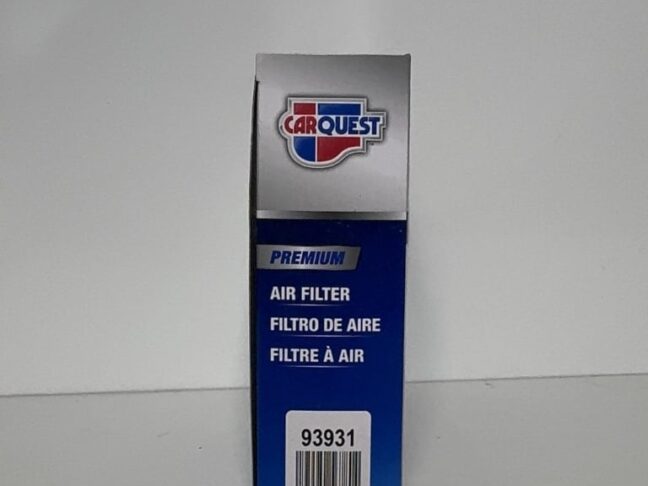 CARQUEST
PREMIUM
AIR FILTER
FILTRO DE AIRE
FILTRE À AIR
93931